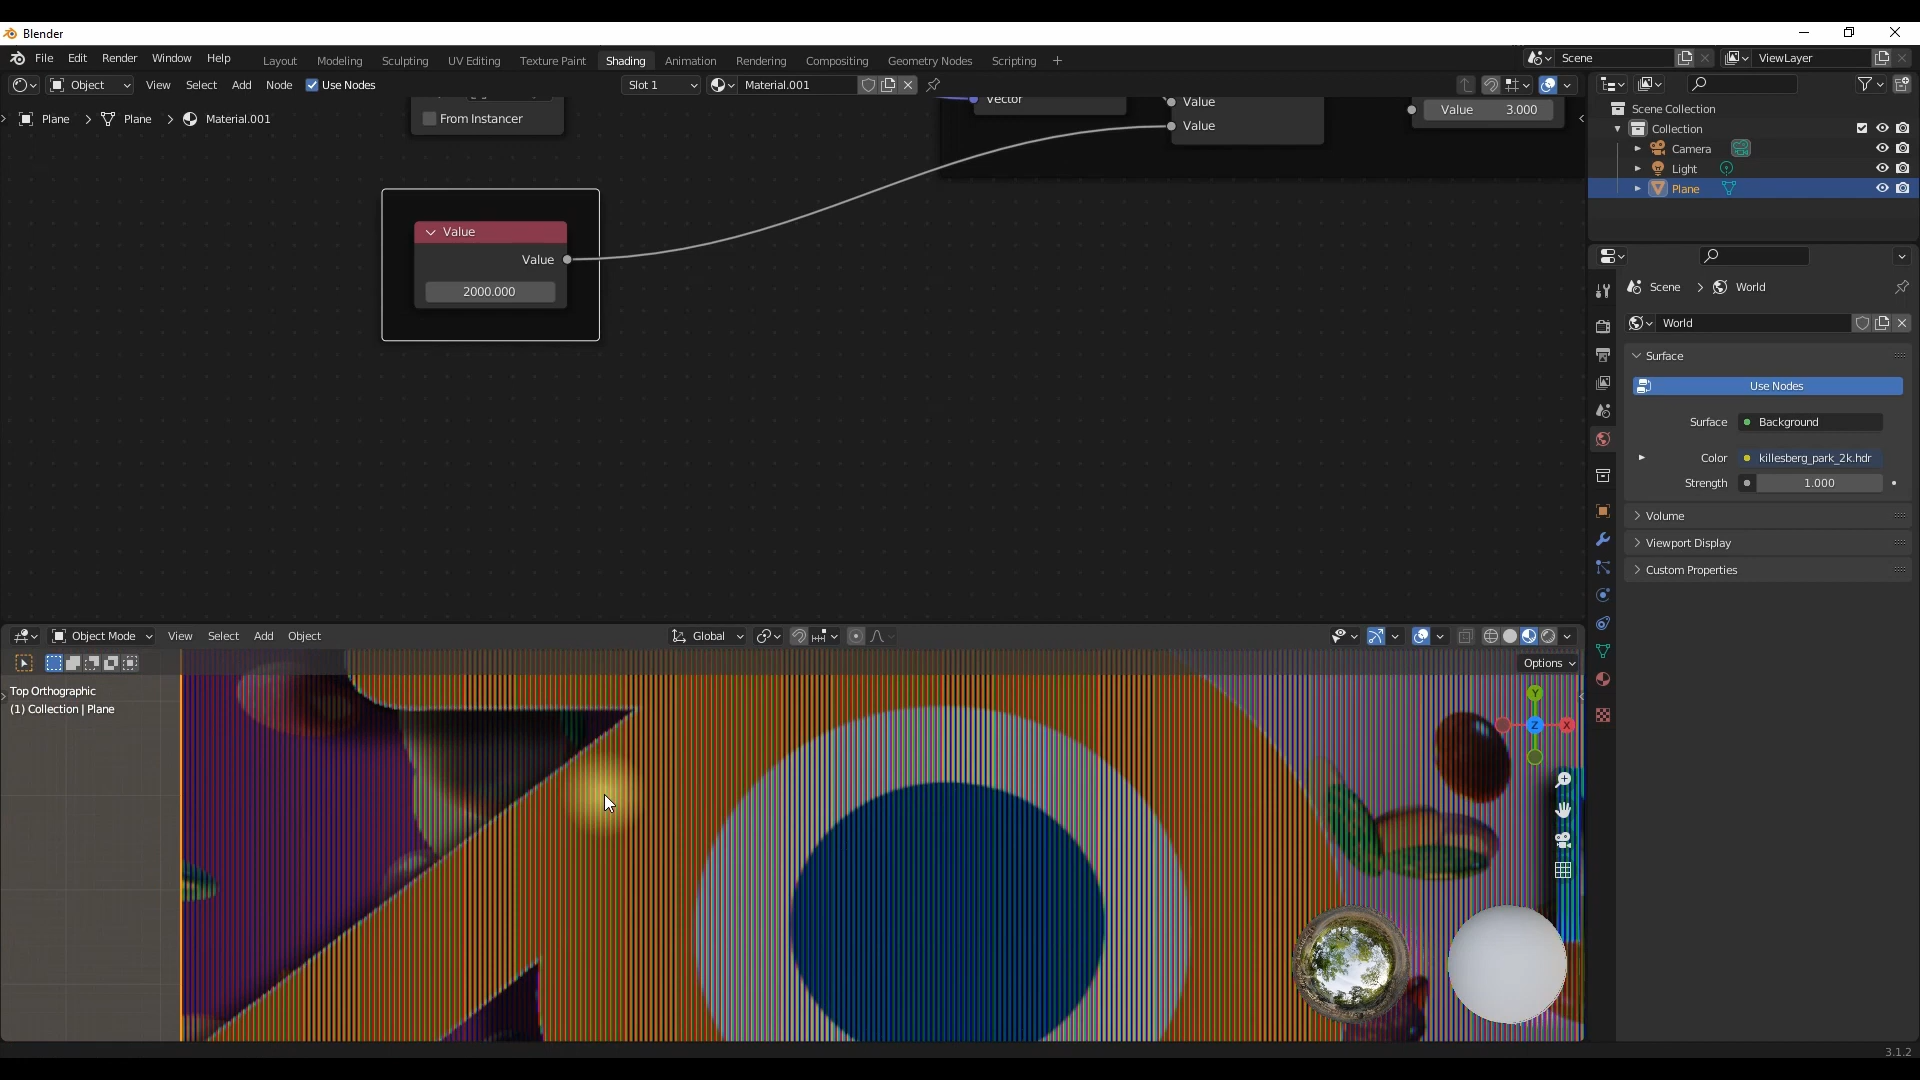 Blender
File Edit Render Window Help Layout Modeling Sculpting UV Editing Texture Paint Shading Animation Rendering Compositing Geometry Nodes Scripting + Scene ViewLayer
Object View Select Add Node Use Nodes Slot 1 Material.001
Plane > Plane > Material.001
From Instancer
Vector
Value
Value
Value 3.000
Value
Value
2000.000
Scene Collection
Collection
Camera
Light
Plane
Scene > World
World
Surface
Use Nodes
Surface Background
Color killesberg_park_2k.hdr
Strength 1.000
Volume
Viewport Display
Custom Properties
Object Mode View Select Add Object Global
Options
Top Orthographic
(1) Collection | Plane
Y
Z
X
3.1.2